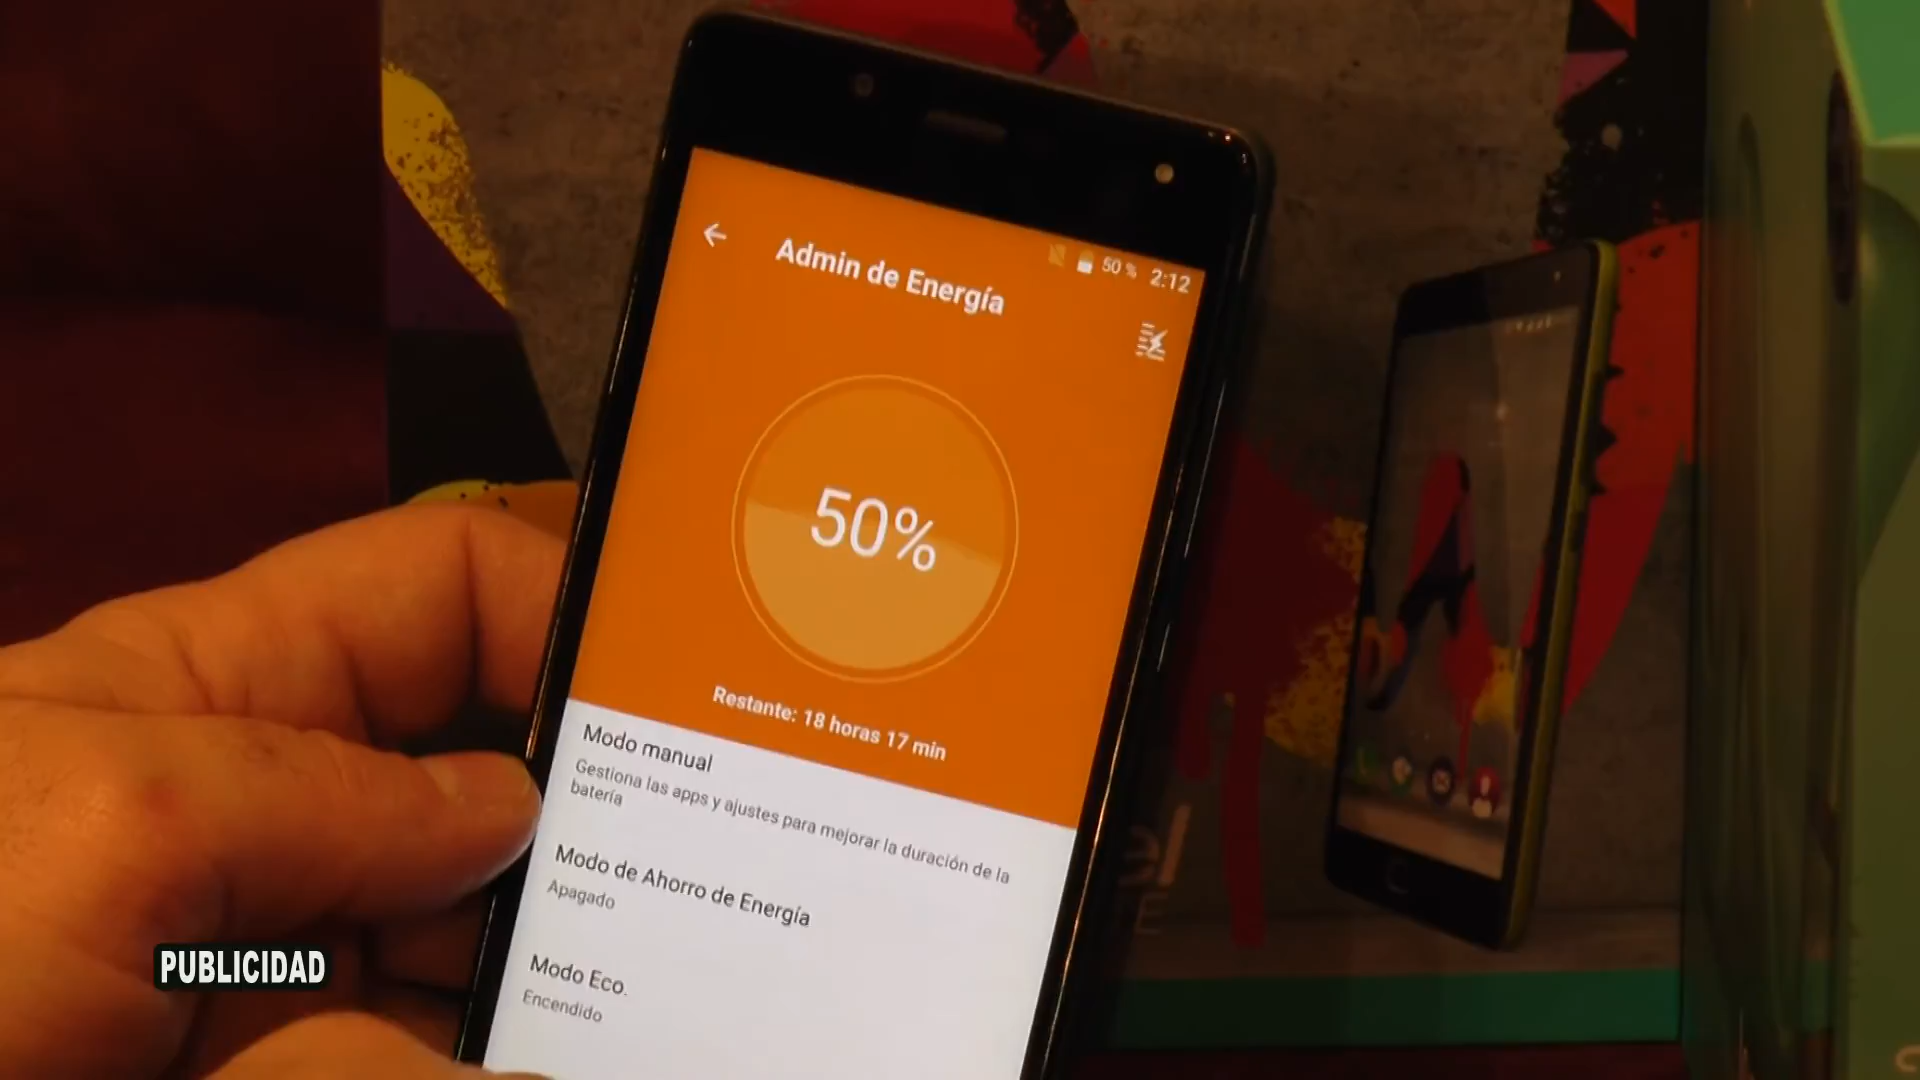 50 % 2:12
Admin de Energía
50%
Restante: 18 horas 17 min
Modo manual
Gestiona las apps y ajustes para mejorar la duración de la
batería
Modo de Ahorro de Energía
Apagado
Modo Eco.
Encendido
PUBLICIDAD